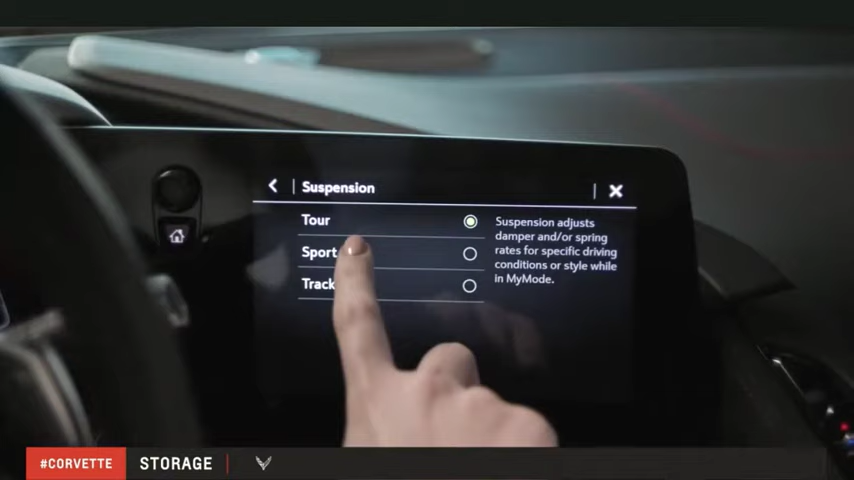 Suspension
Tour
Sport
Track
Suspension adjusts
damper and/or spring
rates for specific driving
conditions or style while
in MyMode.
#CORVETTE
STORAGE